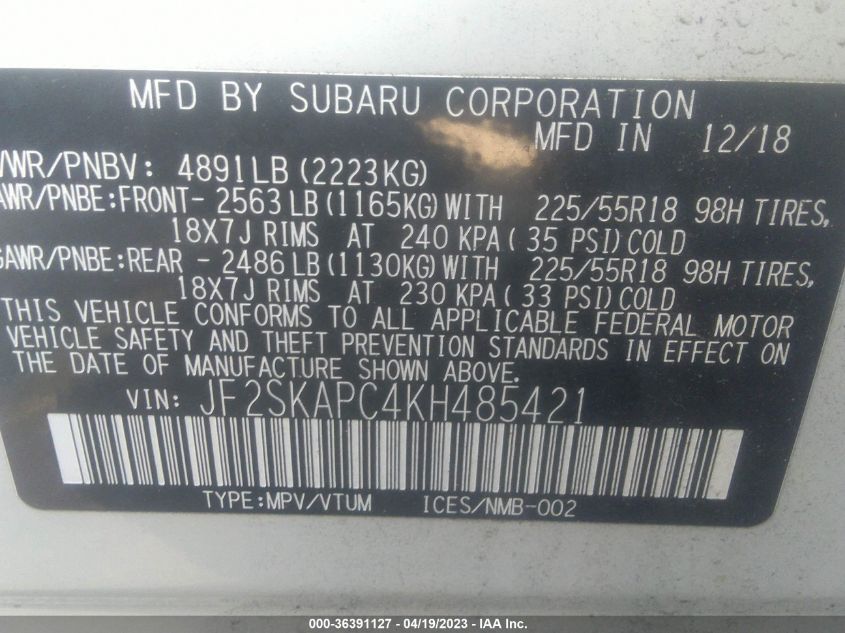 MFD BY SUBARU CORPORATION
MFD IN 12/18
VWR/PNBV: 4891LB (2223KG)
AWR/PNBE:FRONT- 2563 LB (1165KG) WITH 225/55R18 98H TIRES,
18X7J RIMS AT 240 KPA ( 35 PSI) COLD
GAWR/PNBE:REAR - 2486 LB (1130KG) WITH 225/55R18 98H TIRES,
18X7J RIMS AT 230 KPA ( 33 PSI) COLD
THIS VEHICLE CONFORMS TO ALL APPLICABLE FEDERAL MOTOR
VEHICLE SAFETY AND THEFT PREVENTION STANDARDS IN EFFECT ON
THE DATE OF MANUFACTURE SHOWN ABOVE.
VIN: JF2SKAPC4KH485421
TYPE:MPV/VTUM ICES/NMB-002
000-36391127 - 04/19/2023 - IAA Inc.